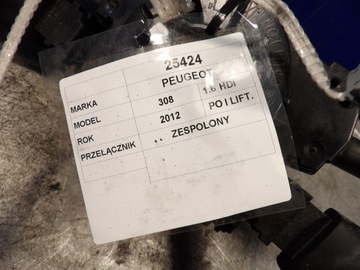 25424
MARKA PEUGEOT 1.6 HDI
MODEL 308 PO I LIFT.
ROK 2012
PRZEŁĄCZNIK ZESPOLONY